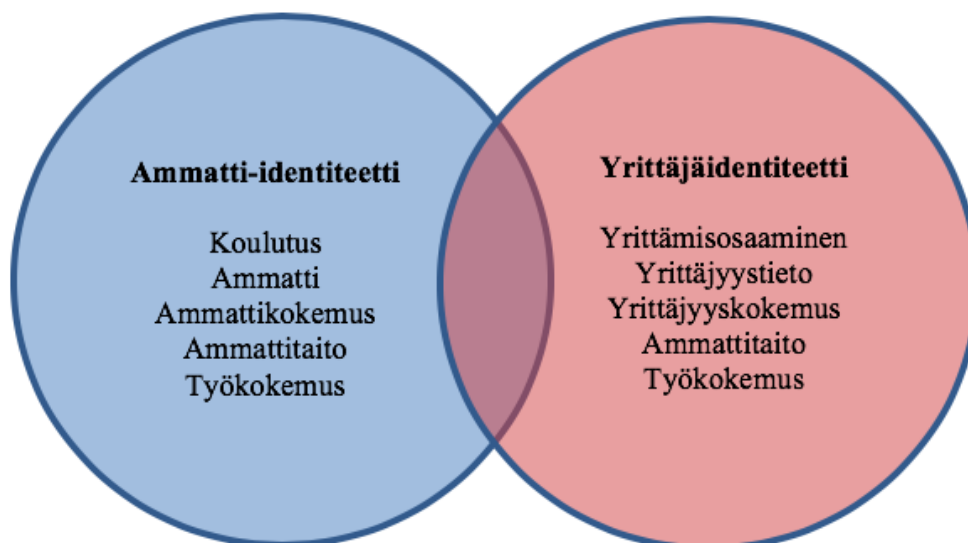 Ammatti-identiteetti
Koulutus
Ammatti
Ammattikokemus
Ammattitaito
Työkokemus
Yrittäjäidentiteetti
Yrittämisosaaminen
Yrittäjyystieto
Yrittäjyyskokemus
Ammattitaito
Työkokemus